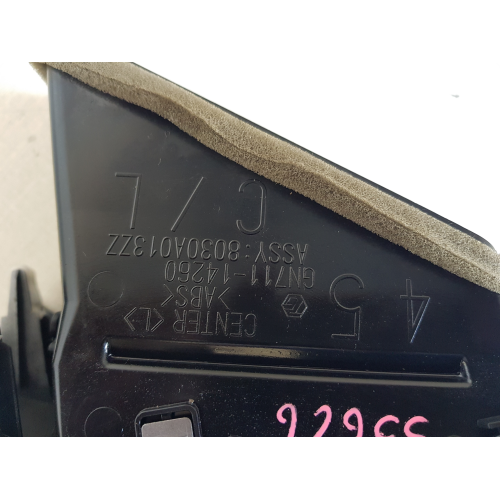 4 5
CENTER <L>
>ABS<
GN711-14260
ASSY:8030A013ZZ
C / L